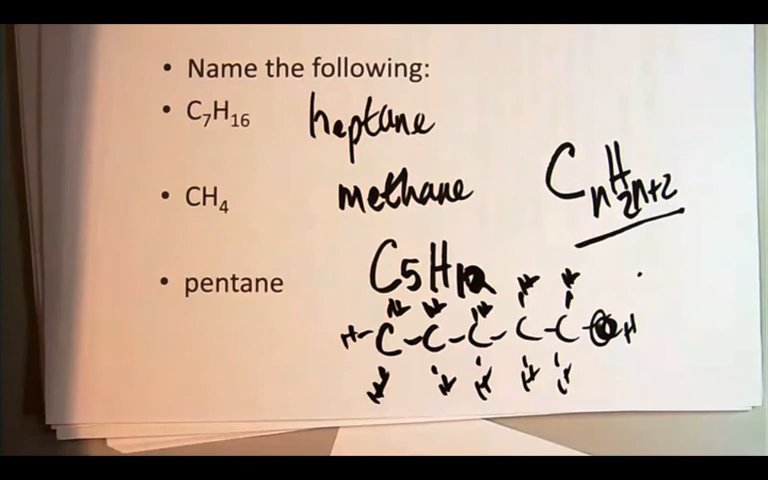 • Name the following:
• C₇H₁₆ heptane
• CH₄ methane CₙH₂ₙ₊₂
• pentane C5H12
H H H H H
H-C-C-C-C-C-H
H H H H H